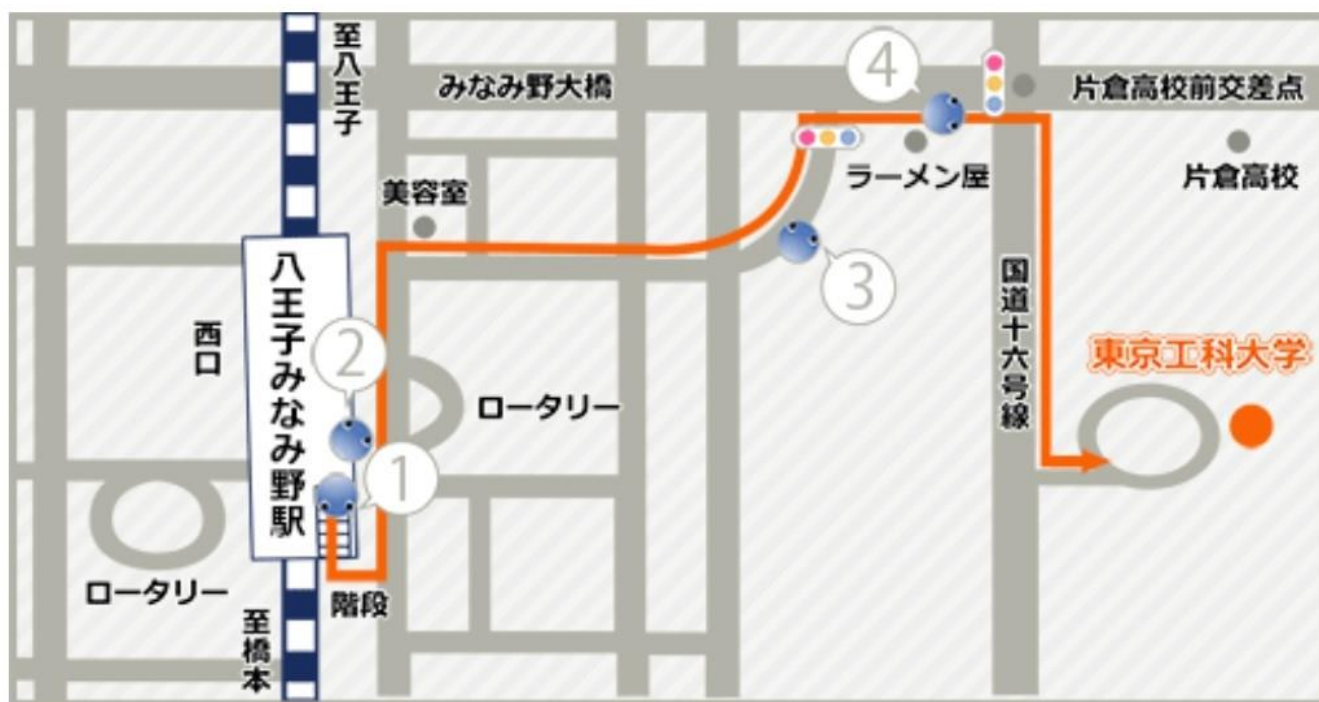 至八王子
みなみ野大橋
4
片倉高校前交差点
美容室
ラーメン屋
片倉高校
八王子みなみ野駅
西口
2
3
国道十六号線
東京工科大学
ロータリー
1
ロータリー
階段
至橋本